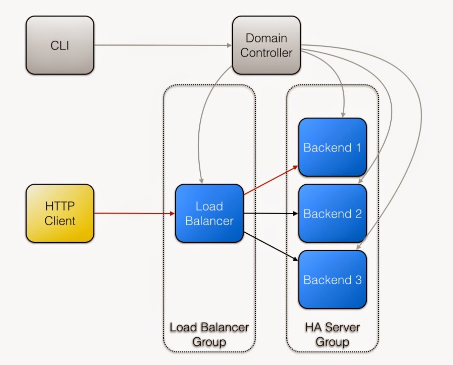 CLI
Domain
Controller
HTTP
Client
Load
Balancer
Backend 1
Backend 2
Backend 3
Load Balancer
Group
HA Server
Group